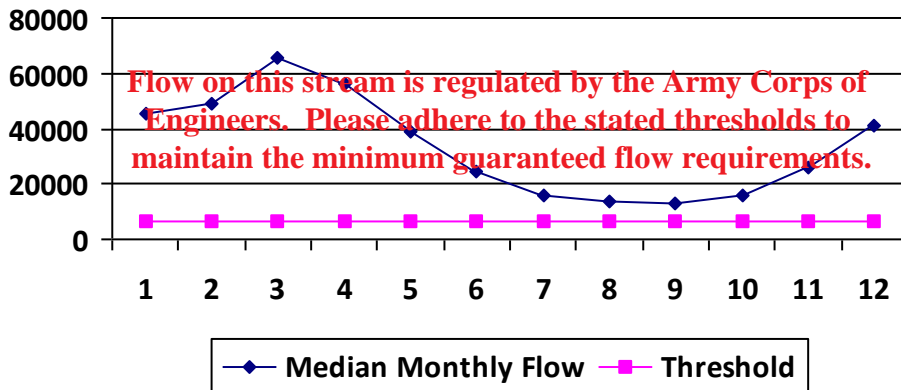 80000
60000
40000
20000
0
Flow on this stream is regulated by the Army Corps of
Engineers. Please adhere to the stated thresholds to
maintain the minimum guaranteed flow requirements.
1 2 3 4 5 6 7 8 9 10 11 12
Median Monthly Flow Threshold